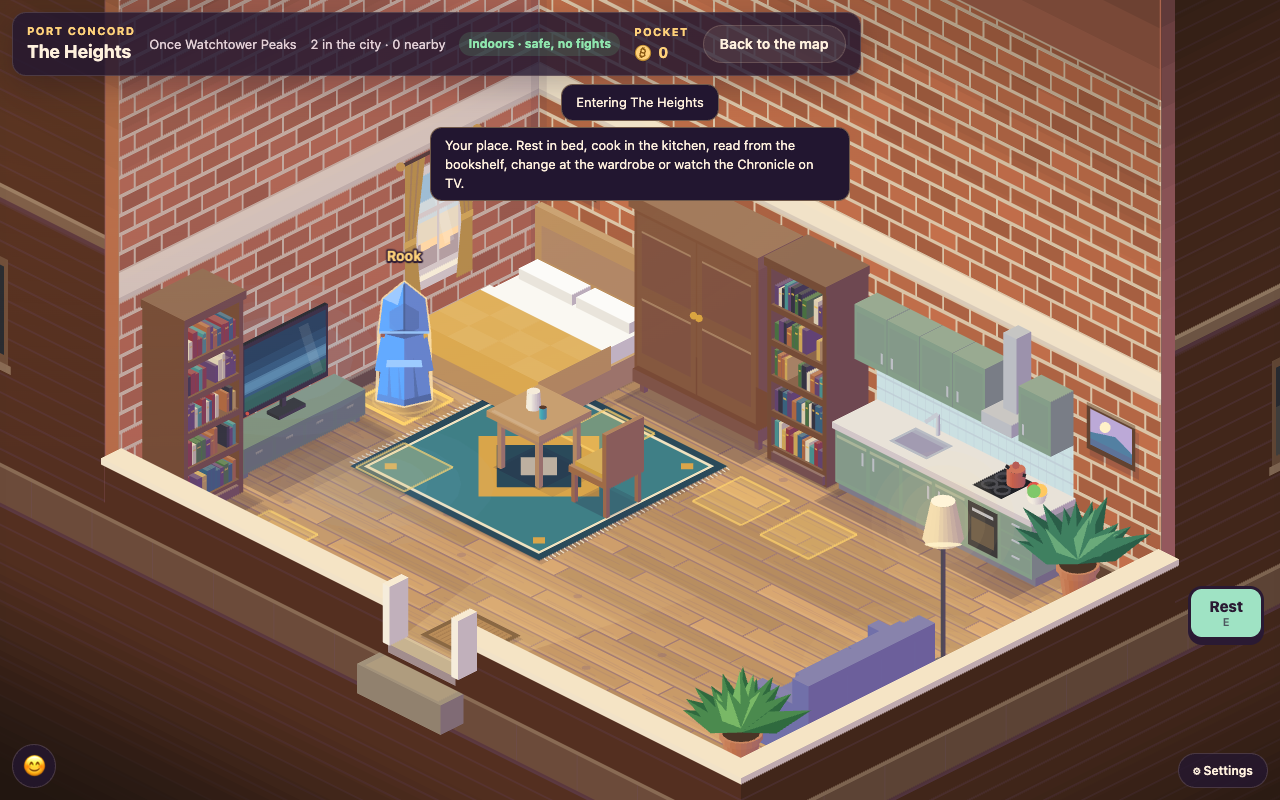 PORT CONCORD
The Heights
Once Watchtower Peaks
2 in the city · 0 nearby
Indoors · safe, no fights
POCKET
0
Back to the map
Entering The Heights
Your place. Rest in bed, cook in the kitchen, read from the
bookshelf, change at the wardrobe or watch the Chronicle on
TV.
Rook
Rest
E
Settings